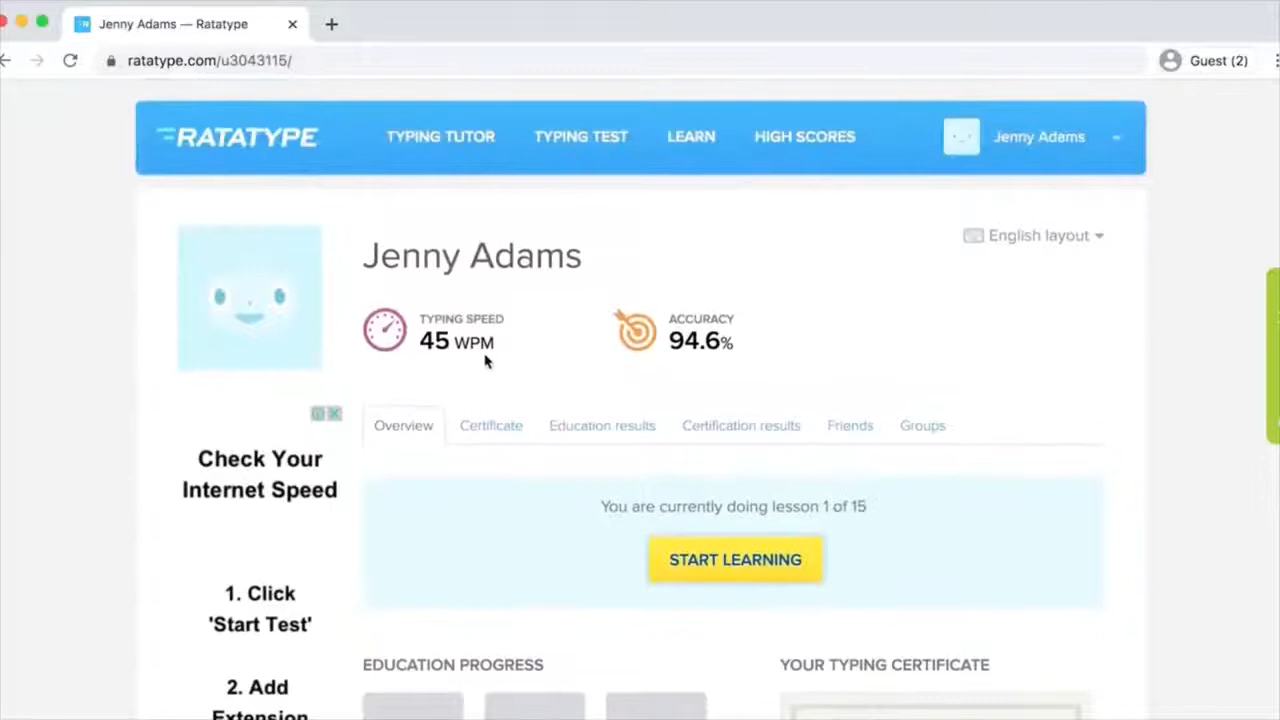 Jenny Adams — Ratatype
ratatype.com/u3043115/
Guest (2)
RATATYPE
TYPING TUTOR
TYPING TEST
LEARN
HIGH SCORES
Jenny Adams
Jenny Adams
English layout
TYPING SPEED
45 WPM
ACCURACY
94.6%
Overview
Certificate
Education results
Certification results
Friends
Groups
Check Your
Internet Speed
You are currently doing lesson 1 of 15
START LEARNING
1. Click
'Start Test'
2. Add
Extension
EDUCATION PROGRESS
YOUR TYPING CERTIFICATE